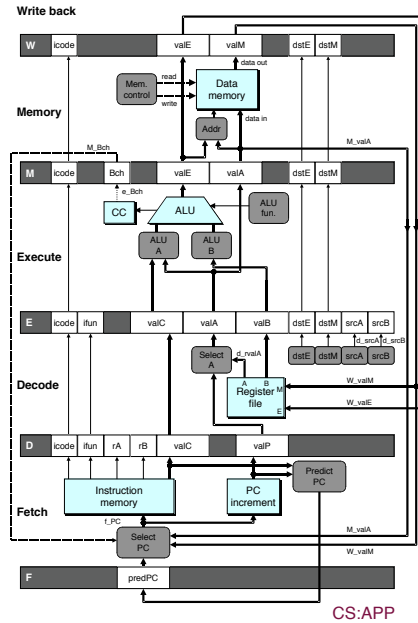 Write back
W icode valE valM dstE dstM
data out
Mem. control
read
write
Data memory
Memory
Addr
data in
M_Bch
M_valA
M icode Bch valE valA dstE dstM
e_Bch
CC
ALU
ALU fun.
ALU A
ALU B
Execute
E icode ifun valC valA valB dstE dstM srcA srcB
d_srcA d_srcB
Select A
d_rvalA
dstE dstM srcA srcB
A B
M
W_valM
Decode
Register file
E
W_valE
D icode ifun rA rB valC valP
Predict PC
Instruction memory
PC increment
Fetch
f_PC
M_valA
Select PC
W_valM
F predPC
CS:APP